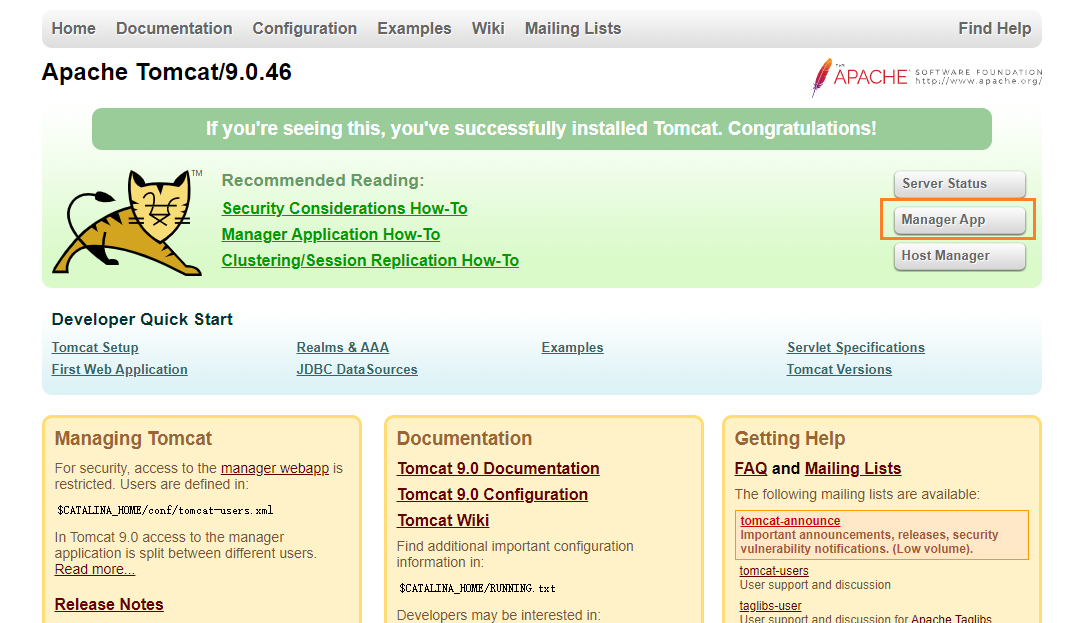 Home Documentation Configuration Examples Wiki Mailing Lists Find Help
Apache Tomcat/9.0.46
THE APACHE SOFTWARE FOUNDATION
http://www.apache.org/
If you're seeing this, you've successfully installed Tomcat. Congratulations!
TM
Recommended Reading:
Security Considerations How-To
Manager Application How-To
Clustering/Session Replication How-To
Server Status
Manager App
Host Manager
Developer Quick Start
Tomcat Setup
First Web Application
Realms & AAA
JDBC DataSources
Examples
Servlet Specifications
Tomcat Versions
Managing Tomcat
For security, access to the manager webapp is
restricted. Users are defined in:
$CATALINA_HOME/conf/tomcat-users.xml
In Tomcat 9.0 access to the manager
application is split between different users.
Read more...
Release Notes
Documentation
Tomcat 9.0 Documentation
Tomcat 9.0 Configuration
Tomcat Wiki
Find additional important configuration
information in:
$CATALINA_HOME/RUNNING.txt
Developers may be interested in:
Getting Help
FAQ and Mailing Lists
The following mailing lists are available:
tomcat-announce
Important announcements, releases, security
vulnerability notifications. (Low volume).
tomcat-users
User support and discussion
taglibs-user
User support and discussion for Apache Taglibs